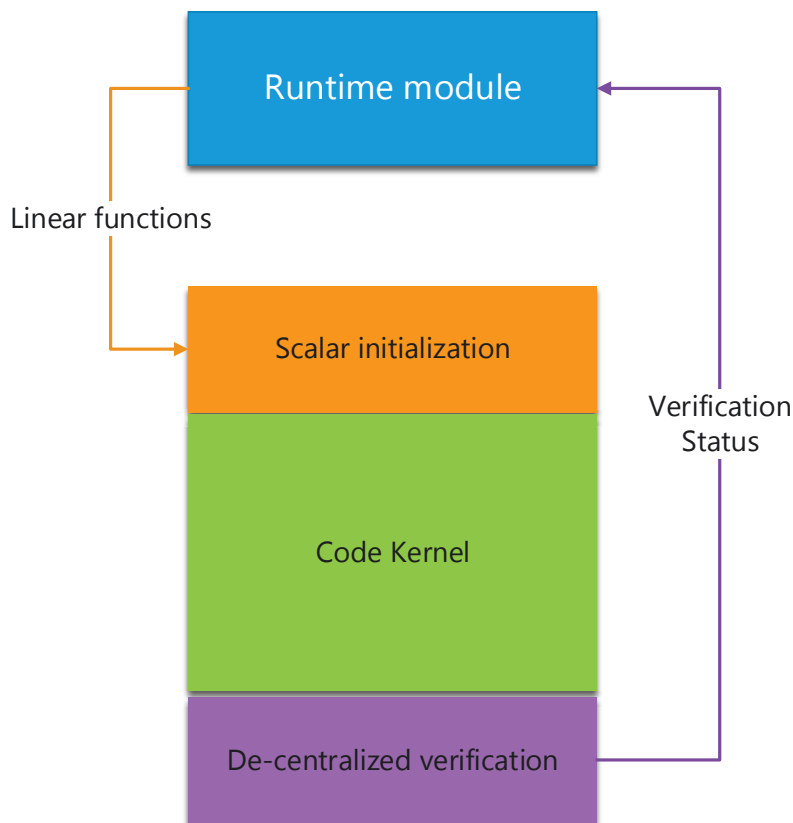 Runtime module
Linear functions
Scalar initialization
Verification
Status
Code Kernel
De-centralized verification